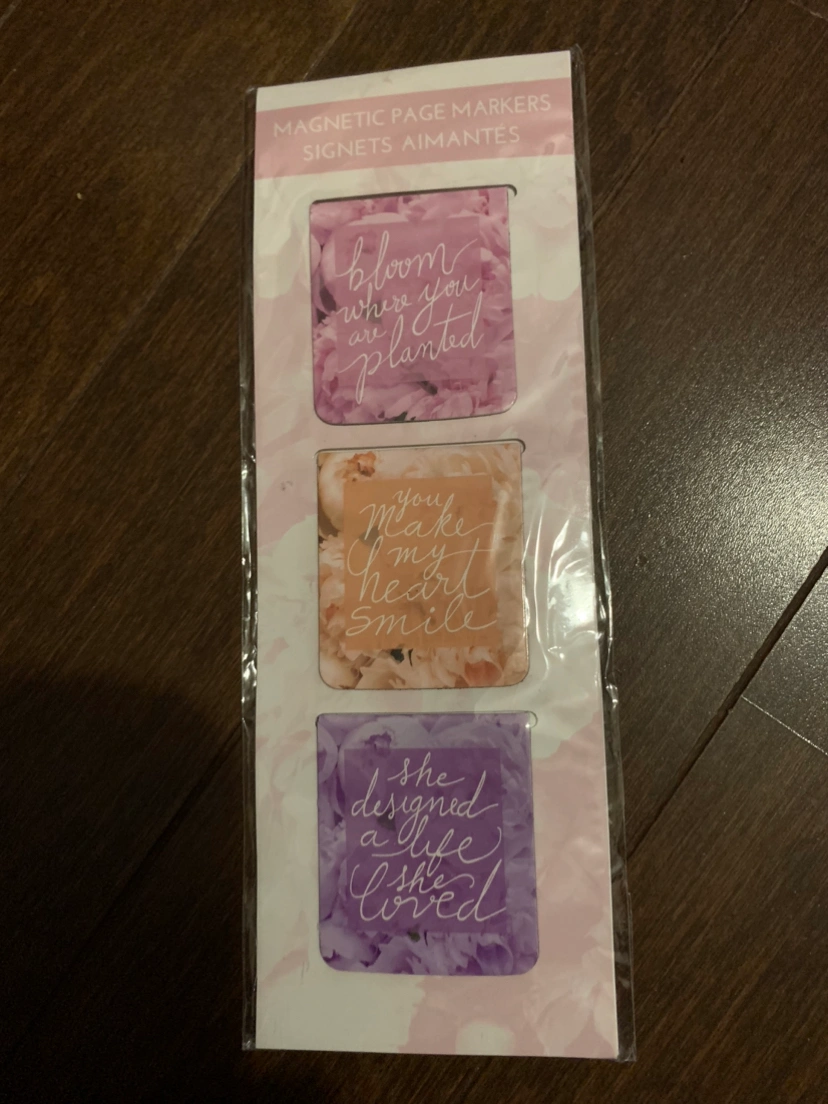 MAGNETIC PAGE MARKERS
SIGNETS AIMANTÉS
bloom
where you
are
planted
you
make
my
heart
smile
she
designed
a life
she
loved